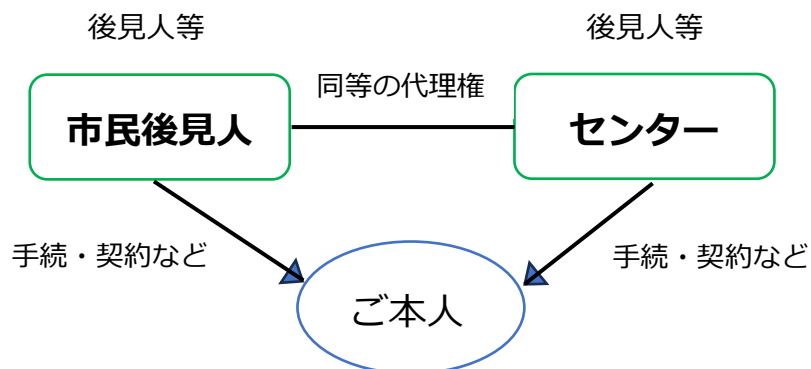 後見人等
後見人等
同等の代理権
市民後見人
センター
手続・契約など
手続・契約など
ご本人